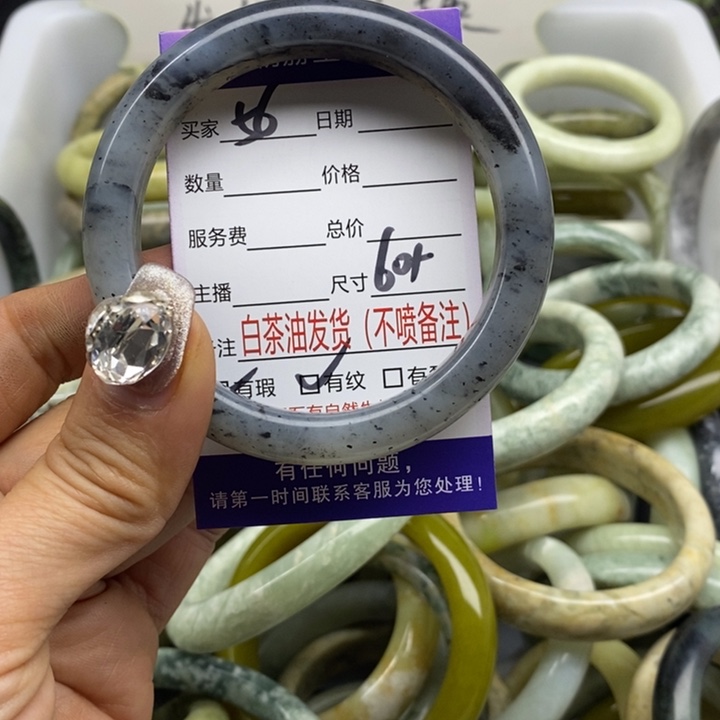 买家 日期
数量 价格
服务费 总价
主播 尺寸 60+
注 白茶油发货（不喷备注）
有瑕 有纹 有
有任何问题，
请第一时间联系客服为您处理！